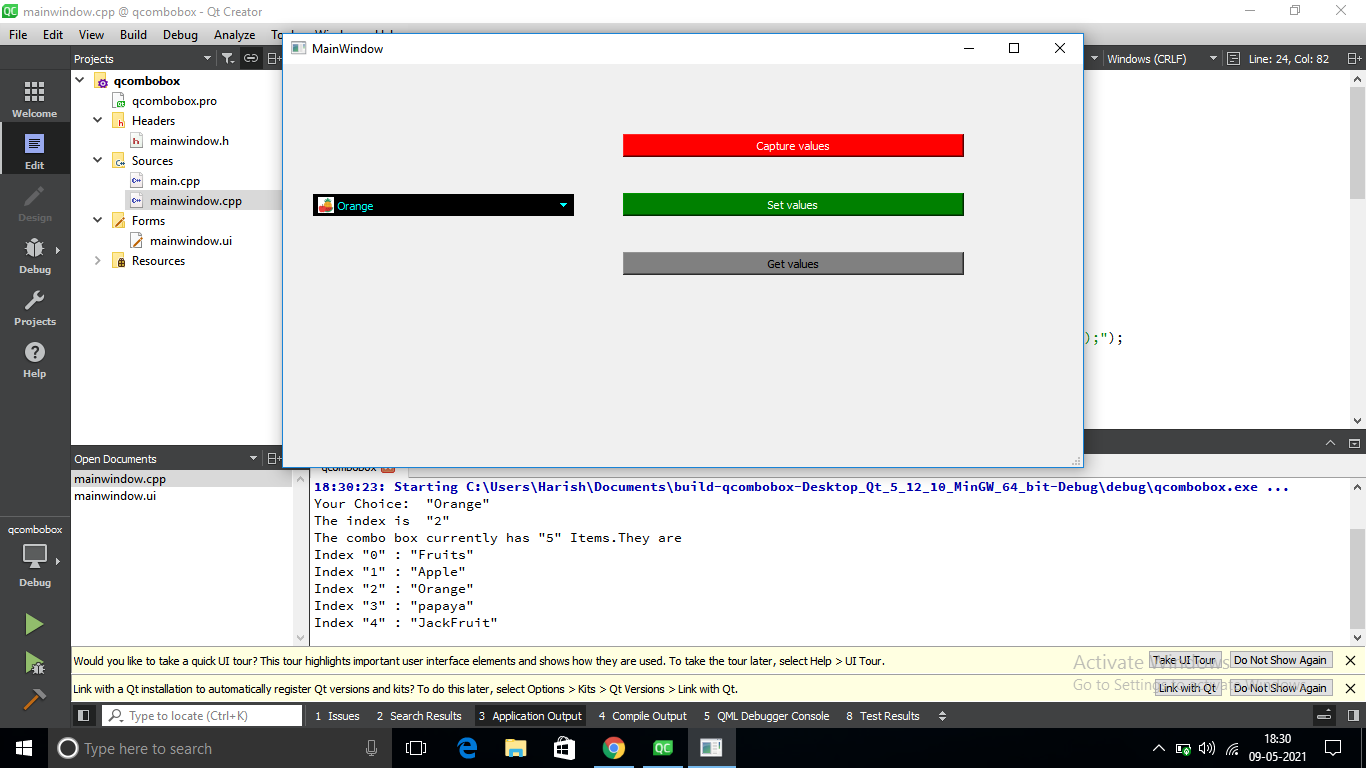 mainwindow.cpp @ qcombobox - Qt Creator
File Edit View Build Debug Analyze
MainWindow
Projects
Windows (CRLF) Line: 24, Col: 82
qcombobox
qcombobox.pro
Headers
mainwindow.h
Sources
main.cpp
mainwindow.cpp
Forms
mainwindow.ui
Resources
Welcome
Edit
Design
Debug
Projects
Help
Capture values
Orange
Set values
Get values
);");
Open Documents
mainwindow.cpp
mainwindow.ui
qcombobox
18:30:23: Starting C:\Users\Harish\Documents\build-qcombobox-Desktop_Qt_5_12_10_MinGW_64_bit-Debug\debug\qcombobox.exe ...
Your Choice:  "Orange"
The index is  "2"
The combo box currently has "5" Items.They are
Index "0" : "Fruits"
Index "1" : "Apple"
Index "2" : "Orange"
Index "3" : "papaya"
Index "4" : "JackFruit"
qcombobox
Debug
Would you like to take a quick UI tour? This tour highlights important user interface elements and shows how they are used. To take the tour later, select Help > UI Tour. Take UI Tour Do Not Show Again
Activate Windows
Link with a Qt installation to automatically register Qt versions and kits? To do this later, select Options > Kits > Qt Versions > Link with Qt. Link with Qt Do Not Show Again
Go to Settings to activate Windows.
Type to locate (Ctrl+K) 1 Issues 2 Search Results 3 Application Output 4 Compile Output 5 QML Debugger Console 8 Test Results
Type here to search
18:30
09-05-2021